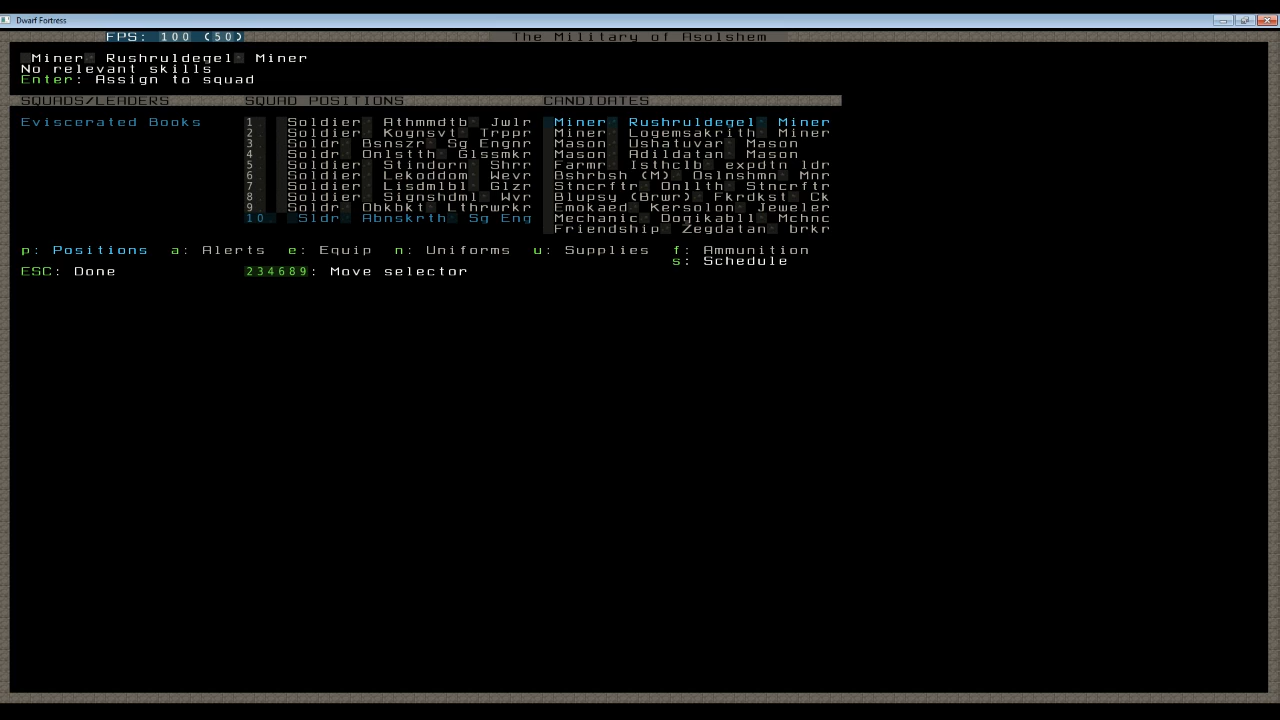 Dwarf Fortress
FPS: 100 (50) The Military of Asolshem
Miner Rushruldegel Miner
No relevant skills
Enter: Assign to squad
SQUADS/LEADERS SQUAD POSITIONS CANDIDATES
Eviscerated Books 1 Soldier Athmmdtb Jwlr Miner Rushruldegel Miner
2 Soldier Kognsvt Trppr Miner Logemsakrith Miner
3 Soldr Bsnszr Sg Engnr Mason Ushatuvar Mason
4 Soldr Onlstth Glssmkr Mason Adildatan Mason
5 Soldier Stindorn Shrr Farmr Isthclb expdtn ldr
6 Soldier Lekoddom Wevr Bshrbsh (M) Oslnshmn Mnr
7 Soldier Lisdmlbl Glzr Stncrftr Onllth Stncrftr
8 Soldier Signshdml Wvr Blupsy (Brwr) Fkrdkst Ck
9 Soldr Obkbkt Lthrwrkr Emokaed Kersolon Jeweler
10 Sldr Abnskrth Sg Eng Mechanic Dogikabll Mchnc
Friendship Zegdatan brkr
p: Positions a: Alerts e: Equip n: Uniforms u: Supplies f: Ammunition
s: Schedule
ESC: Done 234689: Move selector